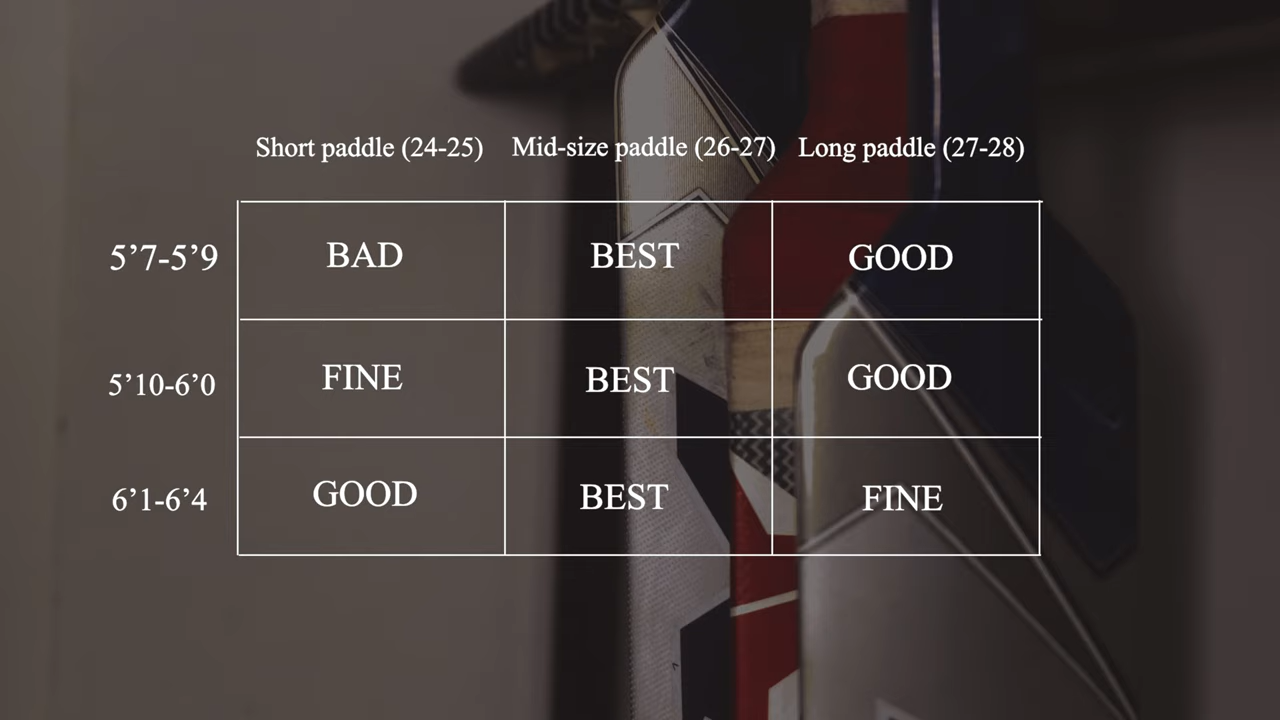 Short paddle (24-25) Mid-size paddle (26-27) Long paddle (27-28)
5’7-5’9 BAD BEST GOOD
5’10-6’0 FINE BEST GOOD
6’1-6’4 GOOD BEST FINE